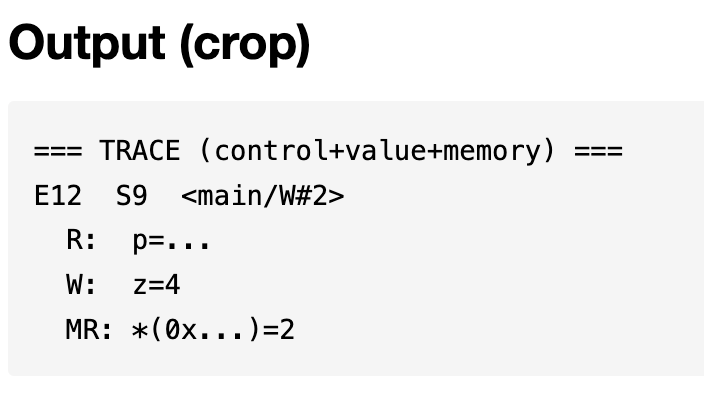 Output (crop)
=== TRACE (control+value+memory) ===
E12  S9  <main/W#2>
  R:  p=...
  W:  z=4
  MR: *(0x...)=2